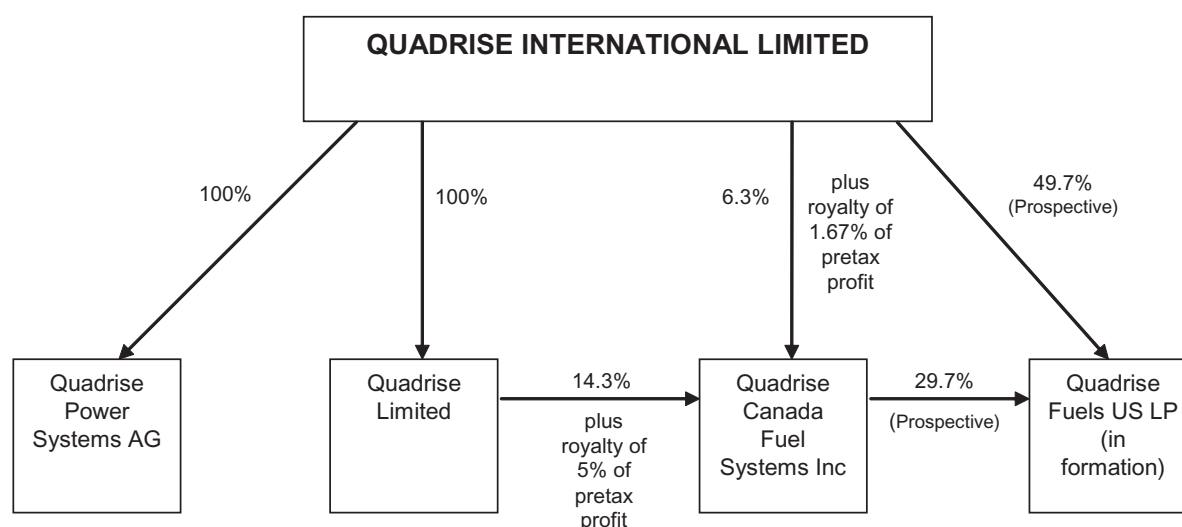 QUADRISE INTERNATIONAL LIMITED
100%
100%
6.3%
plus
royalty of
1.67% of
pretax
profit
49.7%
(Prospective)
Quadrise
Power
Systems AG
Quadrise
Limited
14.3%
plus
royalty of
5% of
pretax
profit
Quadrise
Canada
Fuel
Systems Inc
29.7%
(Prospective)
Quadrise
Fuels US LP
(in
formation)